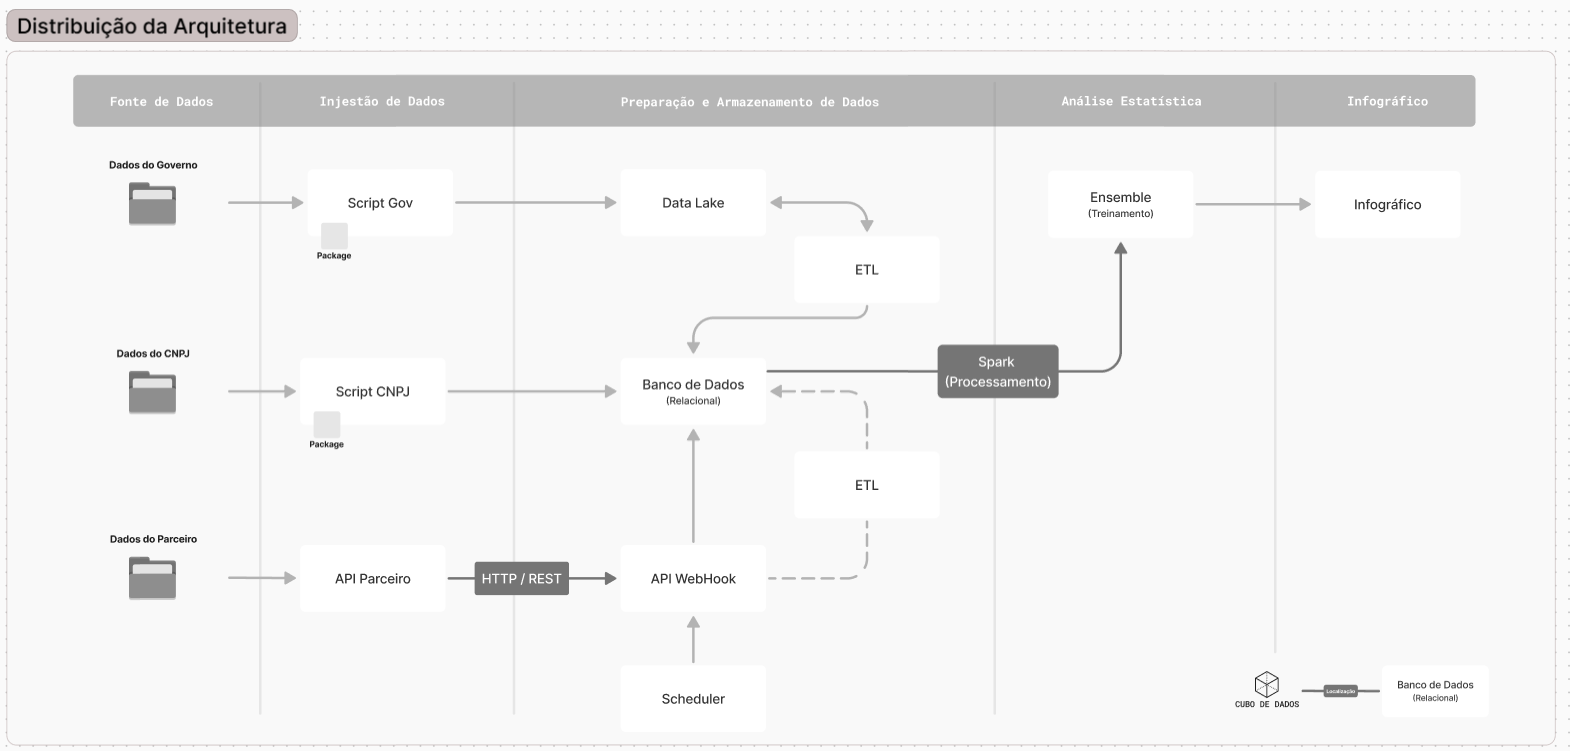 Distribuição da Arquitetura
Fonte de Dados
Injestão de Dados
Preparação e Armazenamento de Dados
Análise Estatística
Infográfico
Dados do Governo
Script Gov
Package
Data Lake
ETL
Ensemble
(Treinamento)
Infográfico
Dados do CNPJ
Script CNPJ
Package
Banco de Dados
(Relacional)
Spark
(Processamento)
ETL
Dados do Parceiro
API Parceiro
HTTP / REST
API WebHook
Scheduler
CUBO DE DADOS
Localização
Banco de Dados
(Relacional)